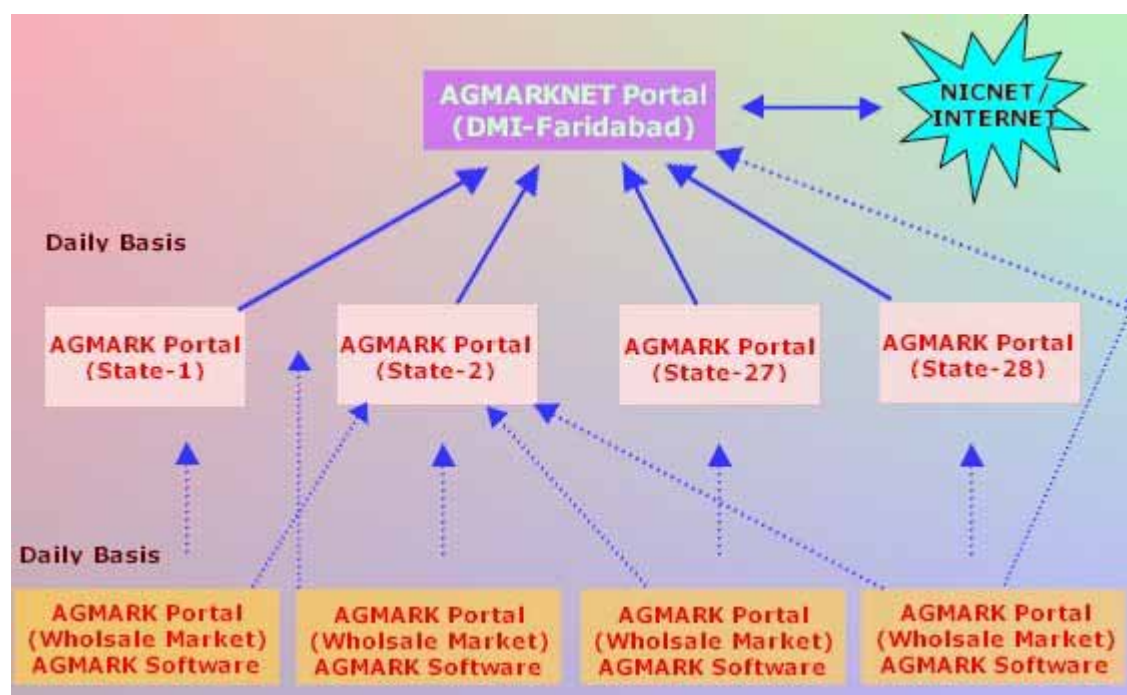 AGMARKNET Portal
(DMI-Faridabad)
NICNET/
INTERNET
Daily Basis
AGMARK Portal
(State-1)
AGMARK Portal
(State-2)
AGMARK Portal
(State-27)
AGMARK Portal
(State-28)
Daily Basis
AGMARK Portal
(Wholsale Market)
AGMARK Software
AGMARK Portal
(Wholsale Market)
AGMARK Software
AGMARK Portal
(Wholsale Market)
AGMARK Software
AGMARK Portal
(Wholsale Market)
AGMARK Software